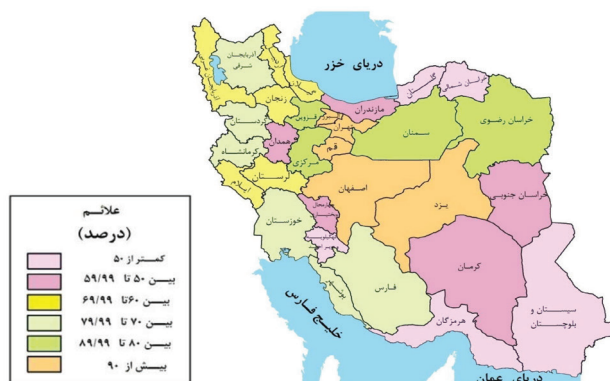 دریای خزر
آذربایجان
شرقی
زنجان
کردستان
کرمانشاه
همدان
قزوین
تهران
قم
مرکزی
لرستان
ایلام
مازندران
گلستان
خراسان شمالی
خراسان رضوی
سمنان
اصفهان
یزد
خراسان جنوبی
خوزستان
چهارمحال
بوشهر
فارس
کرمان
هرمزگان
سیستان و
بلوچستان
خلیج فارس
دریای عمان
علائم
(درصد)
کمتر از ۵۰
بین ۵۰ تا ۵۹/۹۹
بین ۶۰ تا ۶۹/۹۹
بین ۷۰ تا ۷۹/۹۹
بین ۸۰ تا ۸۹/۹۹
بیش از ۹۰